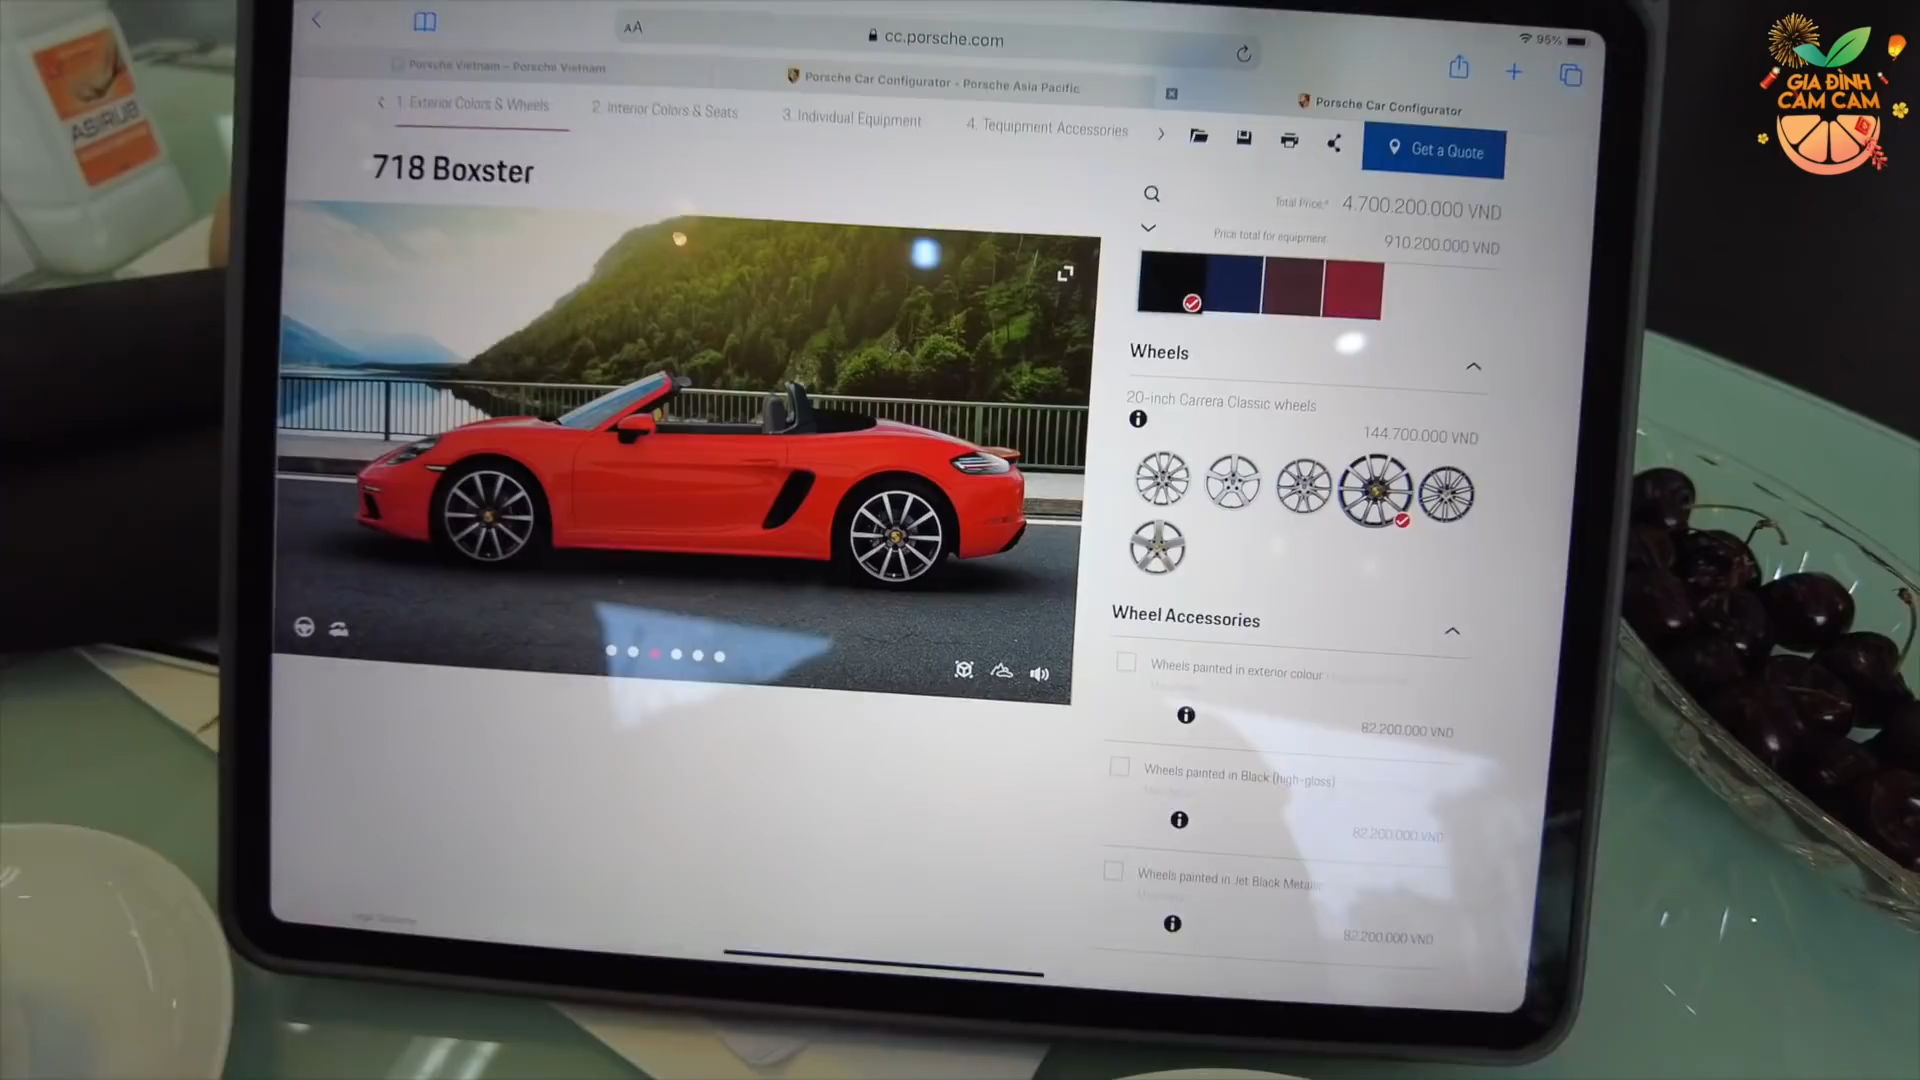 95%
AA
cc.porsche.com
Porsche Vietnam – Porsche Vietnam
Porsche Car Configurator - Porsche Asia Pacific
Porsche Car Configurator
GIA ĐÌNH
CAM CAM
ASIRUB
1. Exterior Colors & Wheels
2. Interior Colors & Seats
3. Individual Equipment
4. Tequipment Accessories
Get a Quote
718 Boxster
Total Price:* 4.700.200.000 VND
Price total for equipment 910.200.000 VND
Wheels
20-inch Carrera Classic wheels
144.700.000 VND
Wheel Accessories
Wheels painted in exterior colour
82.200.000 VND
Wheels painted in Black (high-gloss)
82.200.000 VND
Wheels painted in Jet Black Metallic
82.200.000 VND